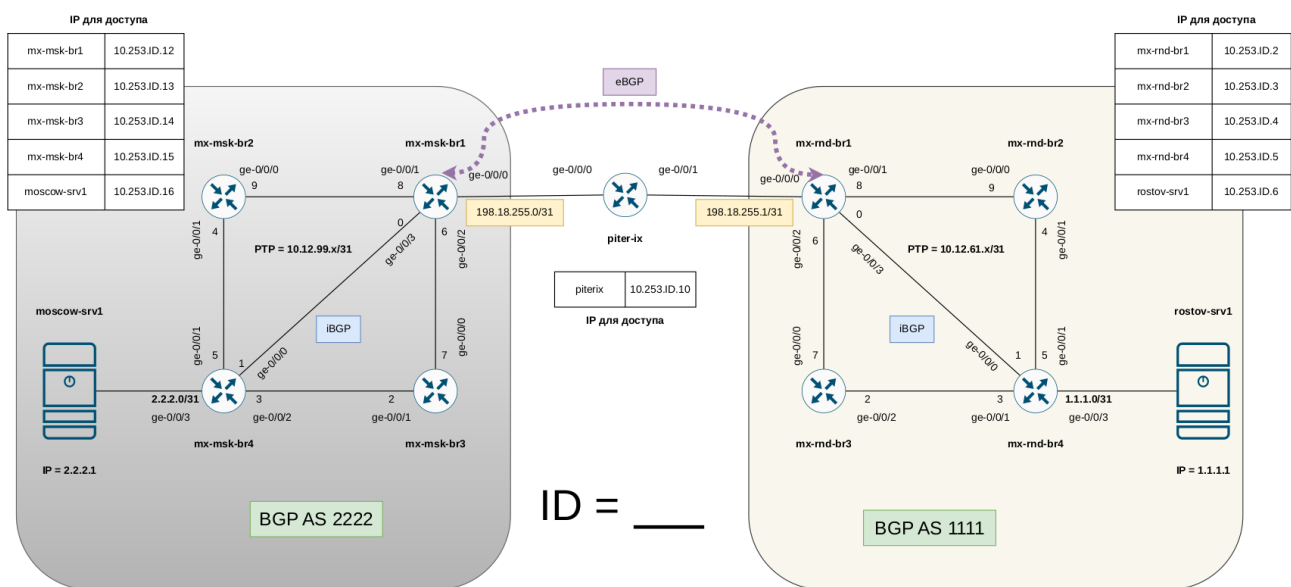 IP для доступа
mx-msk-br1 10.253.ID.12
mx-msk-br2 10.253.ID.13
mx-msk-br3 10.253.ID.14
mx-msk-br4 10.253.ID.15
moscow-srv1 10.253.ID.16
IP для доступа
mx-rnd-br1 10.253.ID.2
mx-rnd-br2 10.253.ID.3
mx-rnd-br3 10.253.ID.4
mx-rnd-br4 10.253.ID.5
rostov-srv1 10.253.ID.6
eBGP
mx-msk-br2
mx-msk-br1
ge-0/0/0
9
ge-0/0/1
8
ge-0/0/0
0
6
4
ge-0/0/1
PTP = 10.12.99.x/31
ge-0/0/3
ge-0/0/2
198.18.255.0/31
ge-0/0/0
ge-0/0/1
piter-ix
piterix 10.253.ID.10
IP для доступа
198.18.255.1/31
mx-rnd-br1
mx-rnd-br2
ge-0/0/0
ge-0/0/1
8
ge-0/0/0
9
0
6
4
ge-0/0/2
ge-0/0/3
PTP = 10.12.61.x/31
ge-0/0/1
moscow-srv1
iBGP
ge-0/0/1
5
1
ge-0/0/0
ge-0/0/0
7
2.2.2.0/31
3
2
ge-0/0/3
ge-0/0/2
ge-0/0/1
mx-msk-br4
mx-msk-br3
IP = 2.2.2.1
BGP AS 2222
ID = ___
iBGP
rostov-srv1
ge-0/0/0
7
ge-0/0/0
1
5
ge-0/0/1
2
3
1.1.1.0/31
ge-0/0/2
ge-0/0/1
ge-0/0/3
mx-rnd-br3
mx-rnd-br4
IP = 1.1.1.1
BGP AS 1111